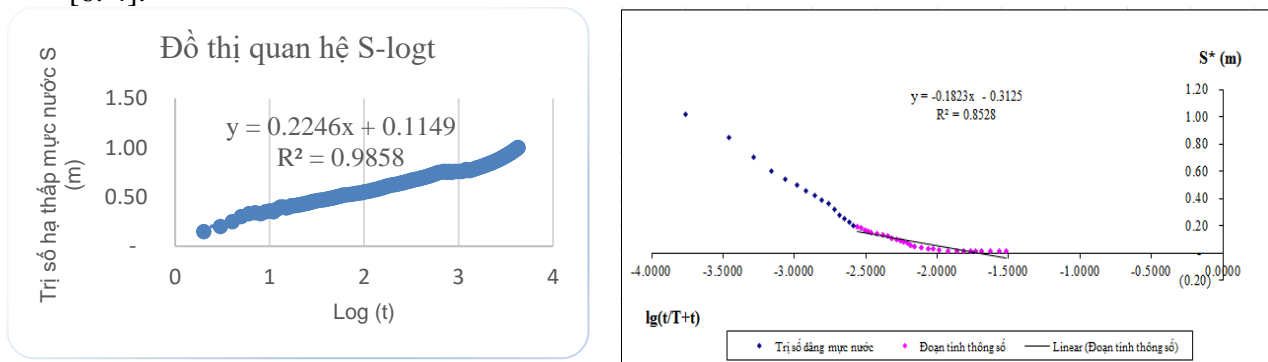 [6.4].
Đồ thị quan hệ S-logt
Trị số hạ thấp mực nước S
(m)
1.50
1.00
0.50
-
y = 0.2246x + 0.1149
R² = 0.9858
0 1 2 3 4
Log (t)
S* (m)
y = -0.1823x - 0.3125
R² = 0.8528
1.20
1.00
0.80
0.60
0.40
0.20
-
(0.20)
-4.0000 -3.5000 -3.0000 -2.5000 -2.0000 -1.5000 -1.0000 -0.5000 0.0000
lg(t/T+t)
Trị số dâng mực nước Đoạn tính thông số Linear (Đoạn tính thông số)